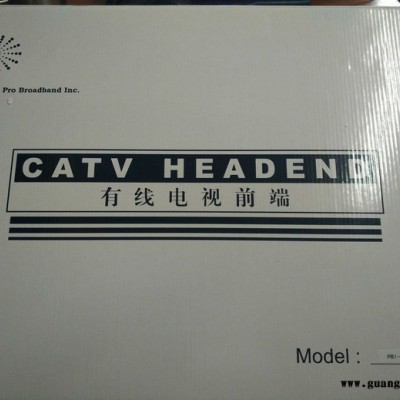 Pro Broadband Inc.
CATV HEADEND
有线电视前端
Model :
www.guang